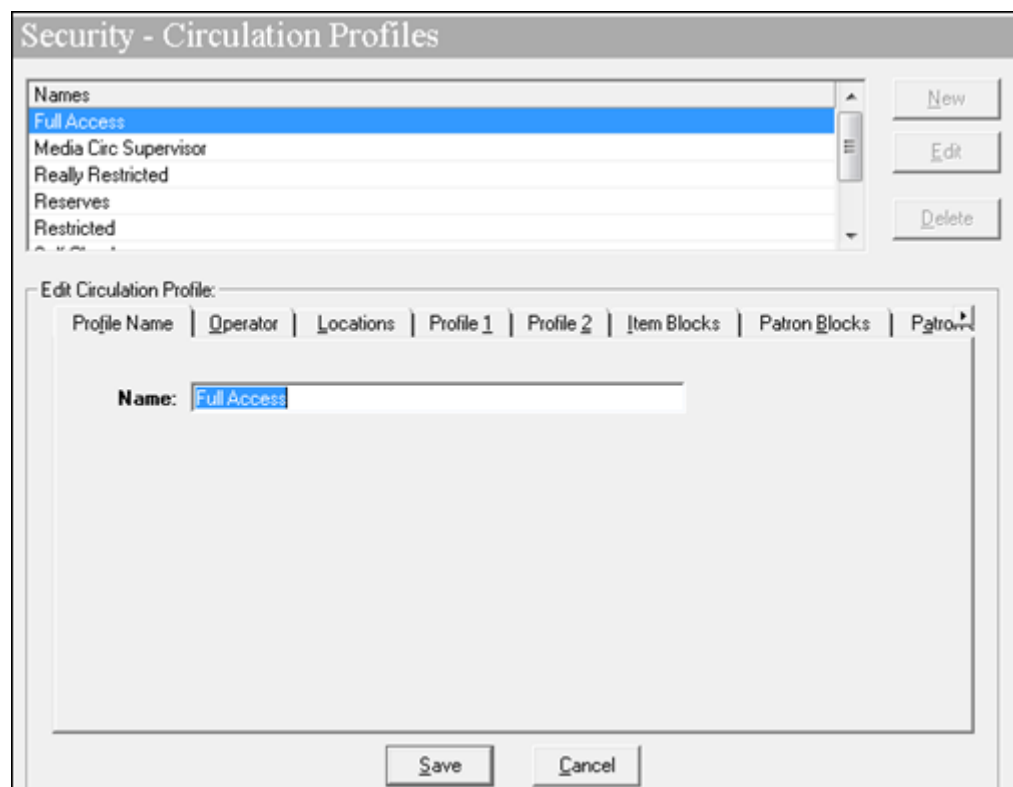 Security - Circulation Profiles
Names
New
Full Access
Media Circ Supervisor
Edit
Really Restricted
Reserves
Delete
Restricted
Edit Circulation Profile:
Profile Name Operator Locations Profile 1 Profile 2 Item Blocks Patron Blocks
Name: Full Access
Save Cancel